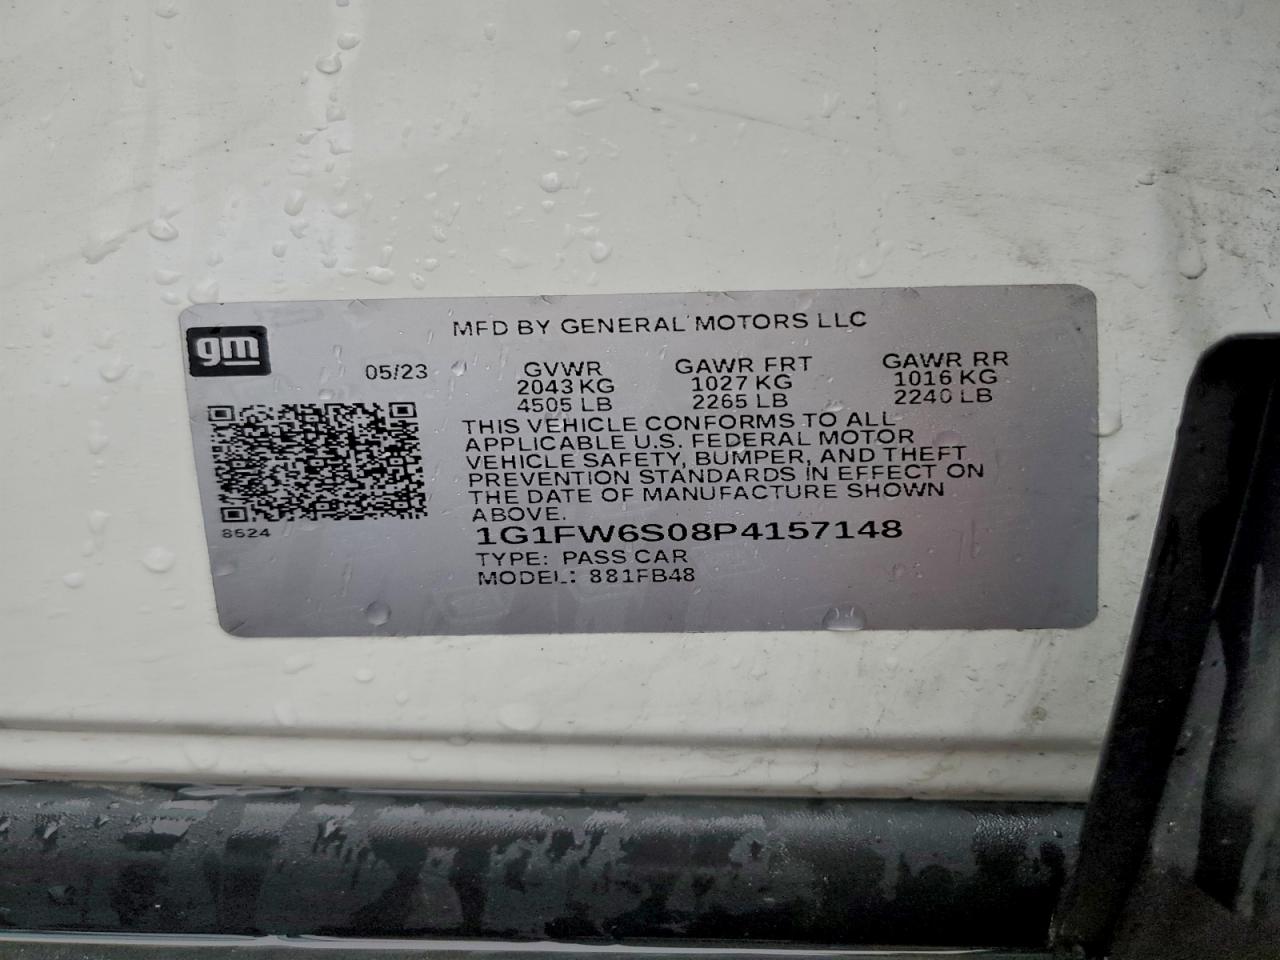 MFD BY GENERAL MOTORS LLC
gm
05/23
GVWR GAWR FRT GAWR RR
2043 KG 1027 KG 1016 KG
4505 LB 2265 LB 2240 LB
THIS VEHICLE CONFORMS TO ALL
APPLICABLE U.S. FEDERAL MOTOR
VEHICLE SAFETY, BUMPER, AND THEFT
PREVENTION STANDARDS IN EFFECT ON
THE DATE OF MANUFACTURE SHOWN
ABOVE.
8624
1G1FW6S08P4157148
TYPE: PASS CAR
MODEL: 881FB48